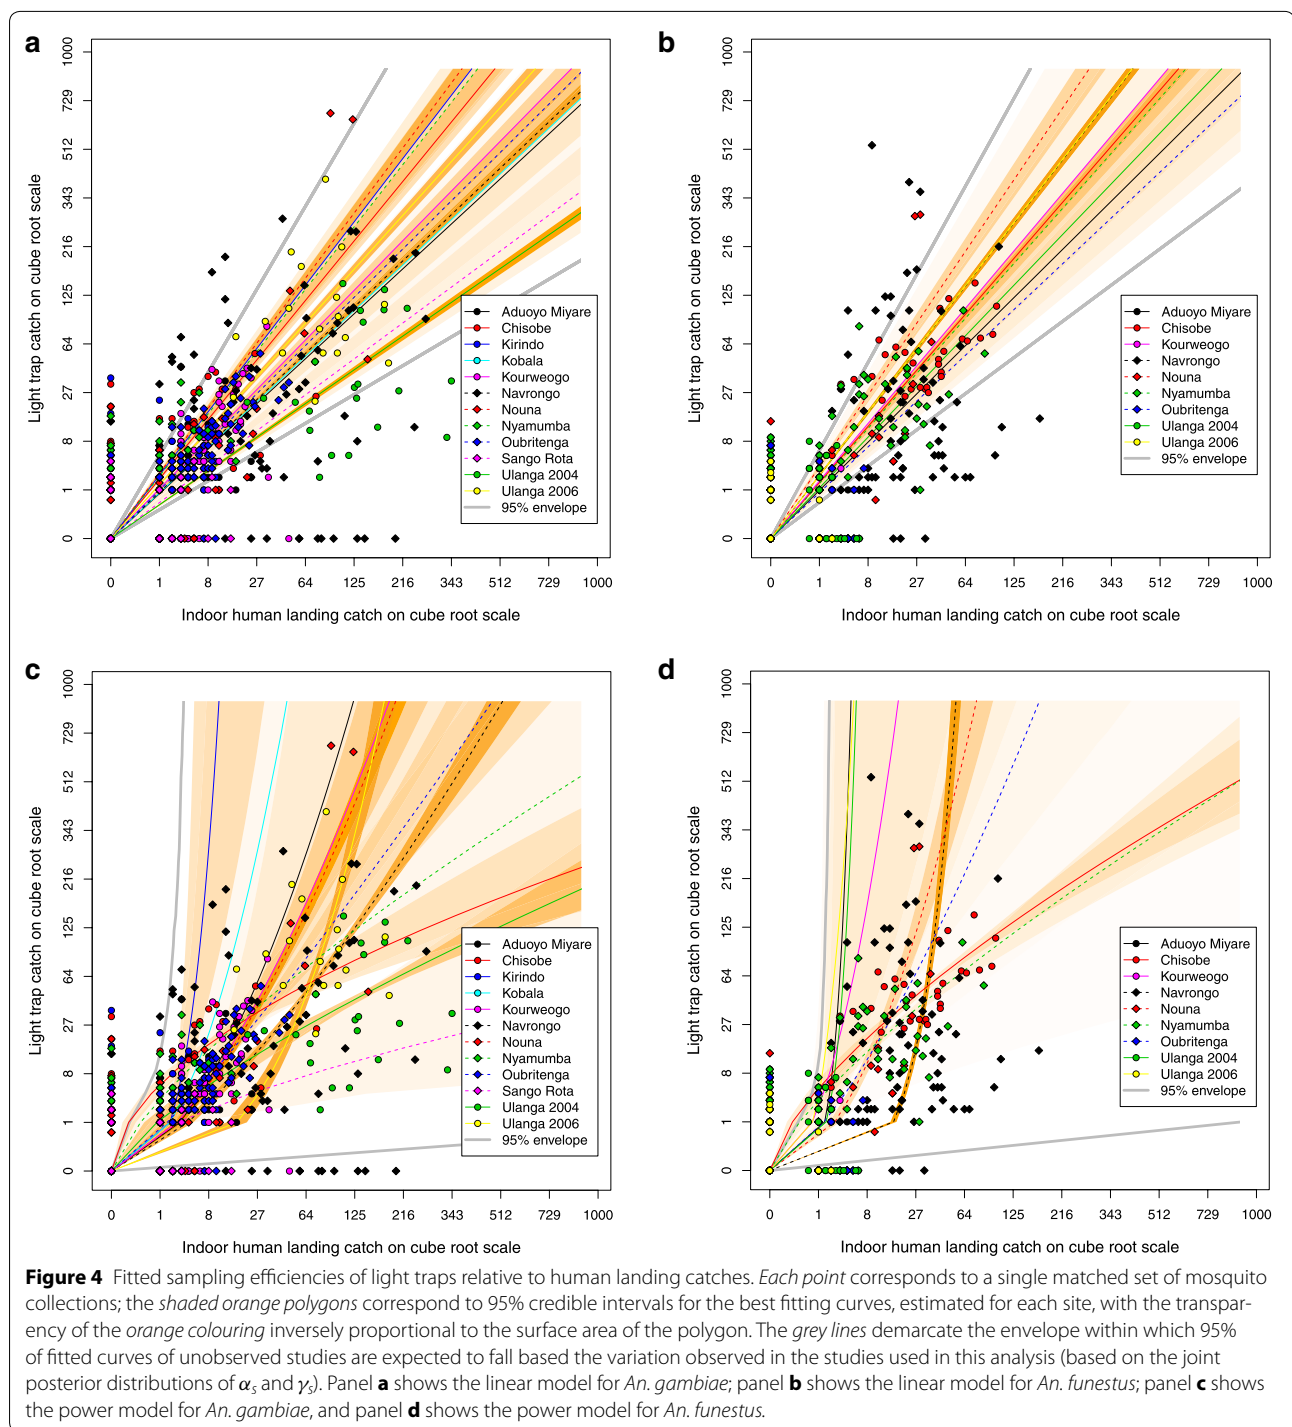 a
Light trap catch on cube root scale
0 1 8 27 64 125 216 343 512 729 1000
0 1 8 27 64 125 216 343 512 729 1000
Indoor human landing catch on cube root scale
Aduoyo Miyare
Chisobe
Kirindo
Kobala
Kourweogo
Navrongo
Nouna
Nyamumba
Oubritenga
Sango Rota
Ulanga 2004
Ulanga 2006
95% envelope
b
Light trap catch on cube root scale
0 1 8 27 64 125 216 343 512 729 1000
0 1 8 27 64 125 216 343 512 729 1000
Indoor human landing catch on cube root scale
Aduoyo Miyare
Chisobe
Kourweogo
Navrongo
Nouna
Nyamumba
Oubritenga
Ulanga 2004
Ulanga 2006
95% envelope
c
Light trap catch on cube root scale
0 1 8 27 64 125 216 343 512 729 1000
0 1 8 27 64 125 216 343 512 729 1000
Indoor human landing catch on cube root scale
Aduoyo Miyare
Chisobe
Kirindo
Kobala
Kourweogo
Navrongo
Nouna
Nyamumba
Oubritenga
Sango Rota
Ulanga 2004
Ulanga 2006
95% envelope
d
Light trap catch on cube root scale
0 1 8 27 64 125 216 343 512 729 1000
0 1 8 27 64 125 216 343 512 729 1000
Indoor human landing catch on cube root scale
Aduoyo Miyare
Chisobe
Kourweogo
Navrongo
Nouna
Nyamumba
Oubritenga
Ulanga 2004
Ulanga 2006
95% envelope
Figure 4 Fitted sampling efficiencies of light traps relative to human landing catches. Each point corresponds to a single matched set of mosquito
collections; the shaded orange polygons correspond to 95% credible intervals for the best fitting curves, estimated for each site, with the transpar-
ency of the orange colouring inversely proportional to the surface area of the polygon. The grey lines demarcate the envelope within which 95%
of fitted curves of unobserved studies are expected to fall based the variation observed in the studies used in this analysis (based on the joint
posterior distributions of αs and γs). Panel a shows the linear model for An. gambiae; panel b shows the linear model for An. funestus; panel c shows
the power model for An. gambiae, and panel d shows the power model for An. funestus.